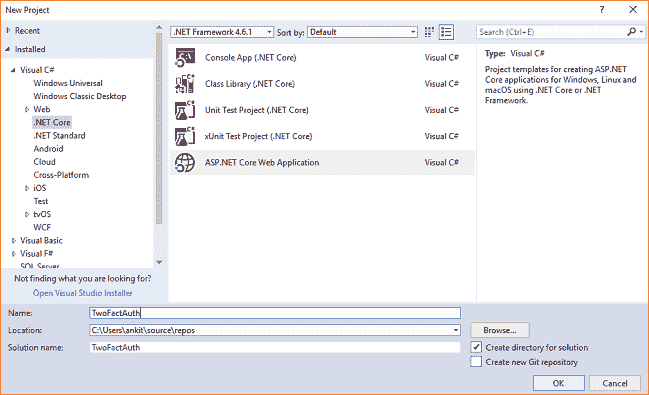 New Project
?
Recent
.NET Framework 4.6.1
Sort by:
Default
Search (Ctrl+E)
Installed
Visual C#
Windows Universal
Windows Classic Desktop
Web
.NET Core
.NET Standard
Android
Cloud
Cross-Platform
iOS
Test
tvOS
WCF
Visual Basic
Visual F#
SQL Server
Console App (.NET Core) Visual C#
Class Library (.NET Core) Visual C#
Unit Test Project (.NET Core) Visual C#
xUnit Test Project (.NET Core) Visual C#
ASP.NET Core Web Application Visual C#
Type: Visual C#
Project templates for creating ASP.NET
Core applications for Windows, Linux and
macOS using .NET Core or .NET
Framework.
Not finding what you are looking for?
Open Visual Studio Installer
Name: TwoFactAuth
Location: C:\Users\ankit\source\repos Browse...
Solution name: TwoFactAuth
Create directory for solution
Create new Git repository
OK Cancel